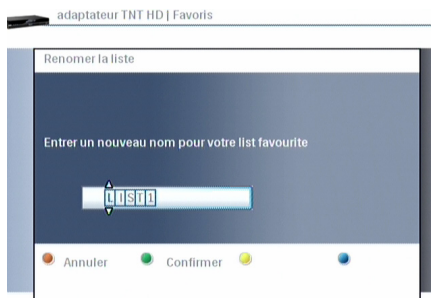 adaptateur TNT HD | Favoris
Renomer la liste
Entrer un nouveau nom pour votre list favourite
LIST1
Annuler Confirmer